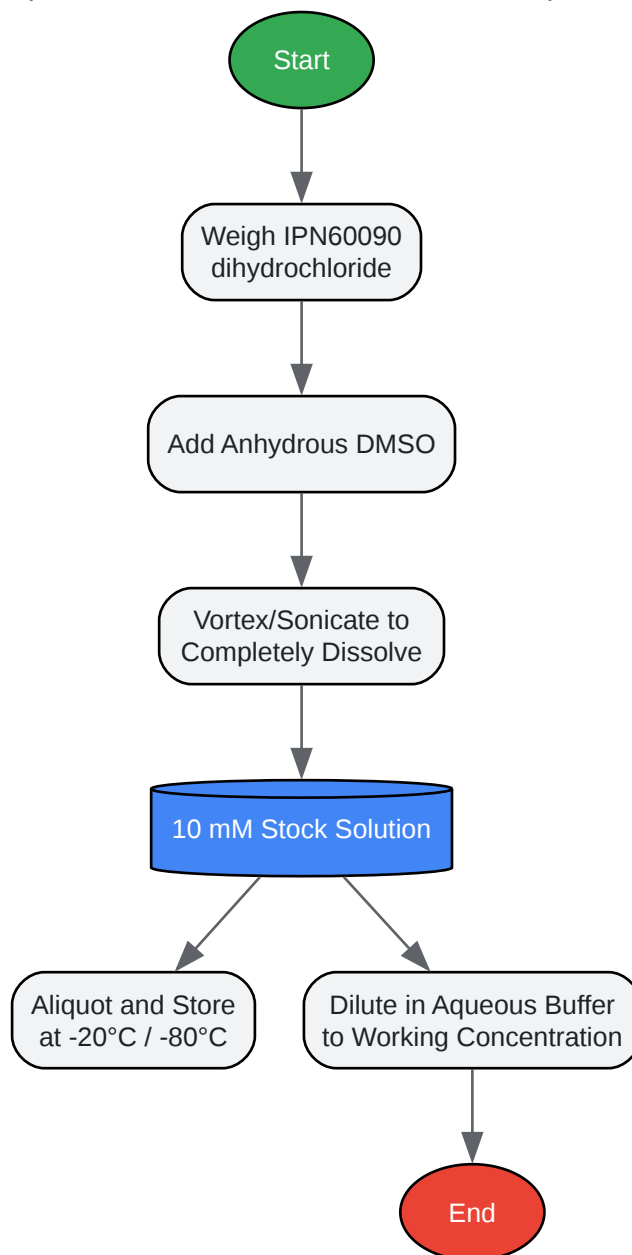 Start
Weigh IPN60090
dihydrochloride
Add Anhydrous DMSO
Vortex/Sonicate to
Completely Dissolve
10 mM Stock Solution
Aliquot and Store
at -20°C / -80°C
Dilute in Aqueous Buffer
to Working Concentration
End